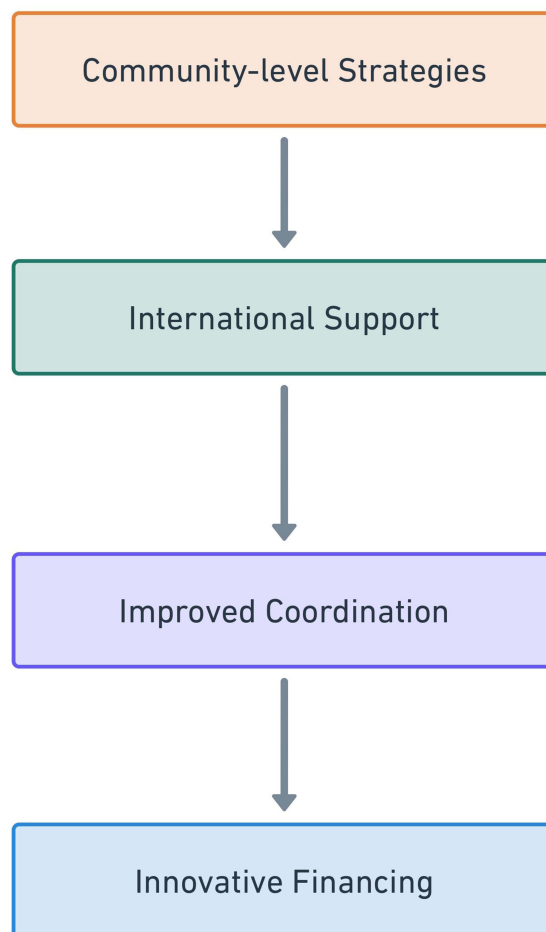 Community-level Strategies
International Support
Improved Coordination
Innovative Financing